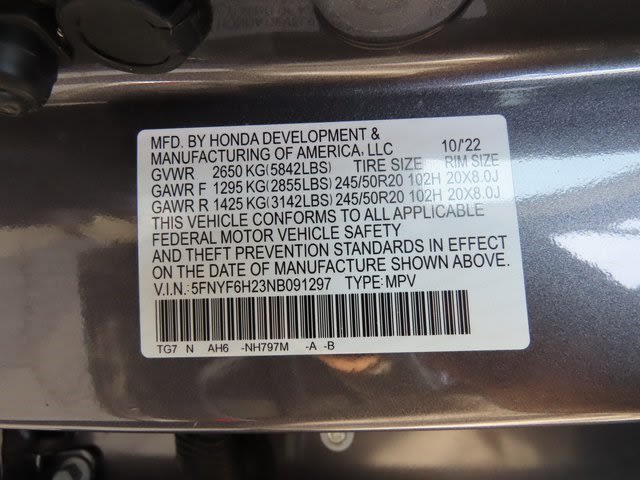 MFD. BY HONDA DEVELOPMENT &
MANUFACTURING OF AMERICA, LLC 10/'22
GVWR 2650 KG(5842LBS) TIRE SIZE RIM SIZE
GAWR F 1295 KG(2855LBS) 245/50R20 102H 20X8.0J
GAWR R 1425 KG(3142LBS) 245/50R20 102H 20X8.0J
THIS VEHICLE CONFORMS TO ALL APPLICABLE
FEDERAL MOTOR VEHICLE SAFETY
AND THEFT PREVENTION STANDARDS IN EFFECT
ON THE DATE OF MANUFACTURE SHOWN ABOVE.
V.I.N.: 5FNYF6H23NB091297 TYPE: MPV
TG7 N AH6 -NH797M -A -B